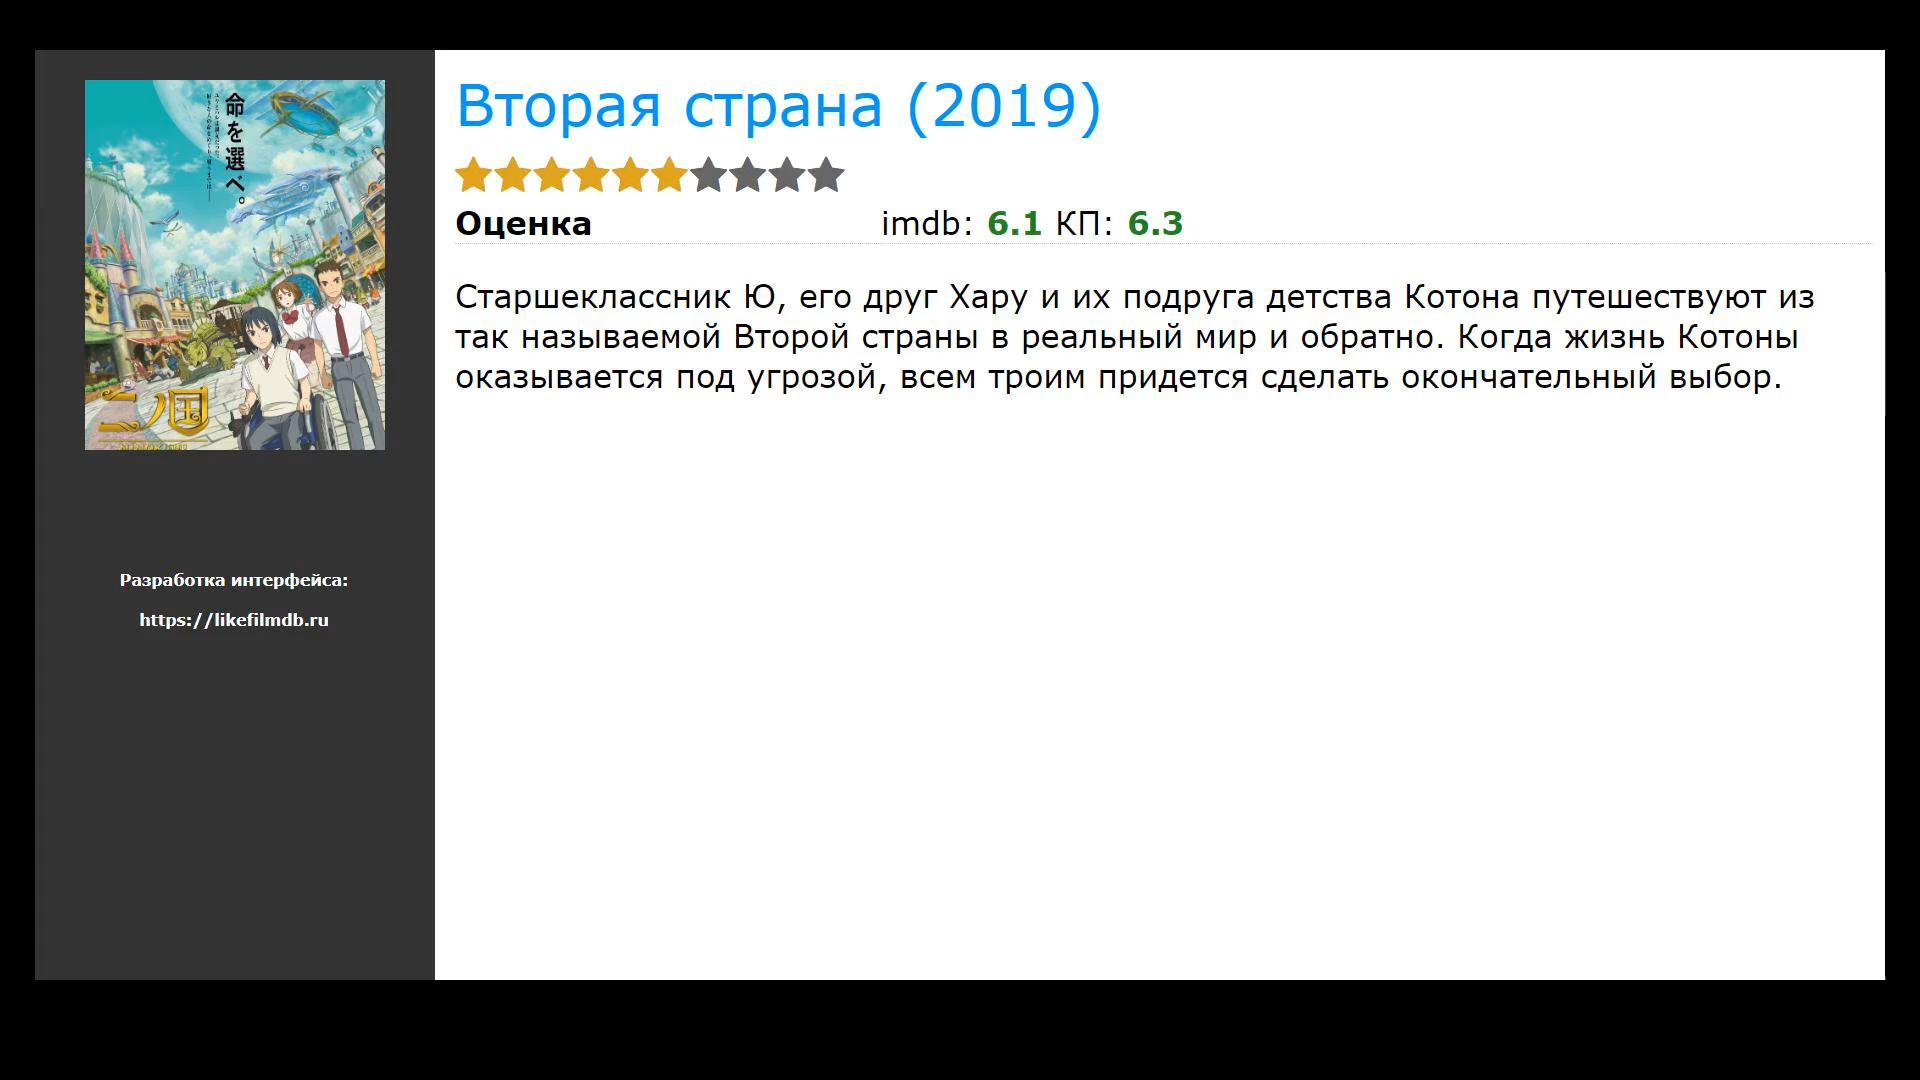 命を選べ。
二ノ国
Вторая страна (2019)
Оценка imdb: 6.1 КП: 6.3
Старшеклассник Ю, его друг Хару и их подруга детства Котона путешествуют из
так называемой Второй страны в реальный мир и обратно. Когда жизнь Котоны
оказывается под угрозой, всем троим придется сделать окончательный выбор.
Разработка интерфейса:
https://likefilmdb.ru